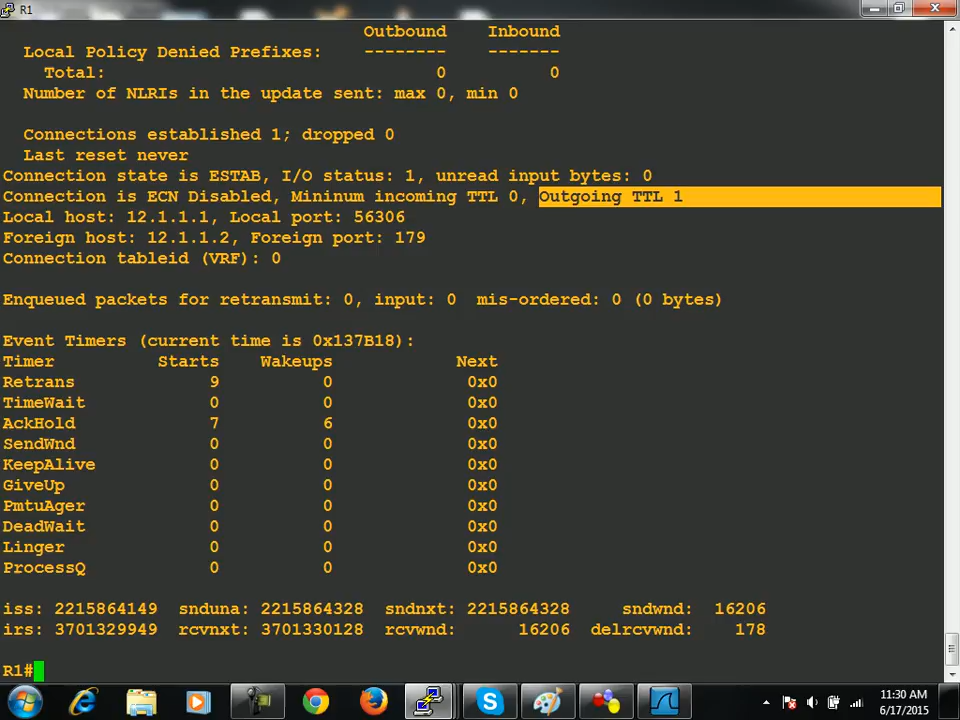 R1
Outbound Inbound
Local Policy Denied Prefixes: -------- -------
Total: 0 0
Number of NLRIs in the update sent: max 0, min 0
Connections established 1; dropped 0
Last reset never
Connection state is ESTAB, I/O status: 1, unread input bytes: 0
Connection is ECN Disabled, Mininum incoming TTL 0, Outgoing TTL 1
Local host: 12.1.1.1, Local port: 56306
Foreign host: 12.1.1.2, Foreign port: 179
Connection tableid (VRF): 0
Enqueued packets for retransmit: 0, input: 0 mis-ordered: 0 (0 bytes)
Event Timers (current time is 0x137B18):
Timer Starts Wakeups Next
Retrans 9 0 0x0
TimeWait 0 0 0x0
AckHold 7 6 0x0
SendWnd 0 0 0x0
KeepAlive 0 0 0x0
GiveUp 0 0 0x0
PmtuAger 0 0 0x0
DeadWait 0 0 0x0
Linger 0 0 0x0
ProcessQ 0 0 0x0
iss: 2215864149 snduna: 2215864328 sndnxt: 2215864328 sndwnd: 16206
irs: 3701329949 rcvnxt: 3701330128 rcvwnd: 16206 delrcvwnd: 178
R1#
11:30 AM
6/17/2015